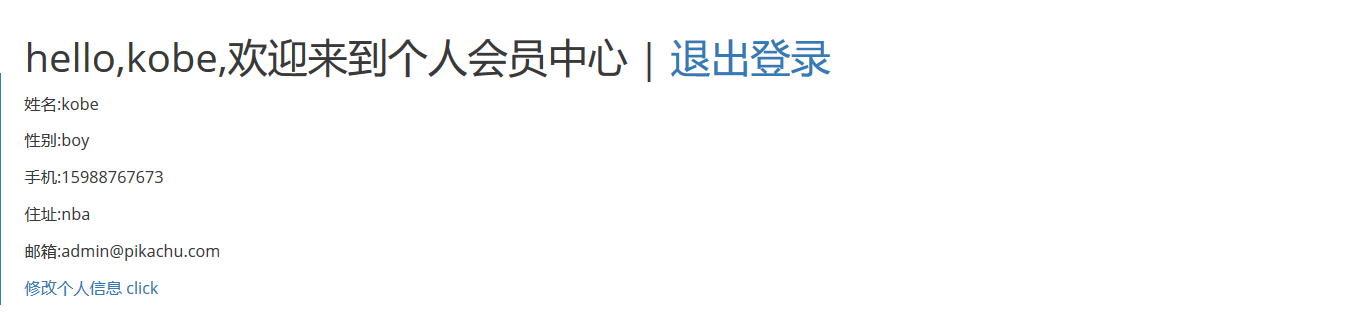 hello,kobe,欢迎来到个人会员中心 | 退出登录
姓名:kobe
性别:boy
手机:15988767673
住址:nba
邮箱:admin@pikachu.com
修改个人信息 click